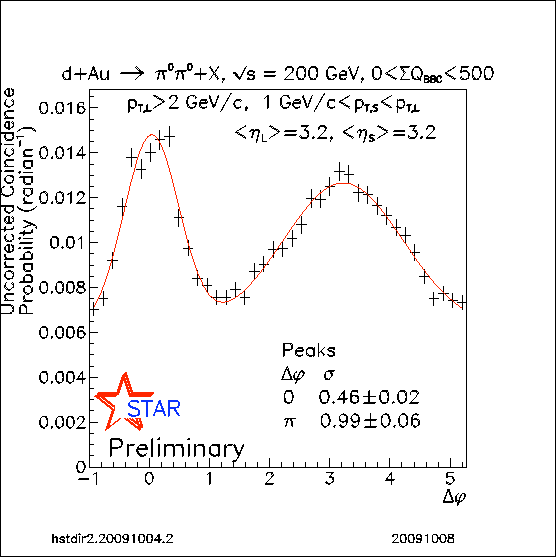 d+Au → π⁰π⁰+X, √s = 200 GeV, 0<ΣQ_BBC<500
p_T,L>2 GeV/c, 1 GeV/c<p_T,S<p_T,L
<η_L>=3.2, <η_S>=3.2
Uncorrected Coincidence
Probability (radian⁻¹)
0.016
0.014
0.012
0.01
0.008
0.006
0.004
0.002
0
Peaks
Δφ σ
0 0.46±0.02
π 0.99±0.06
STAR
Preliminary
-1 0 1 2 3 4 5
Δφ
hstdir2.20091004.2 20091008